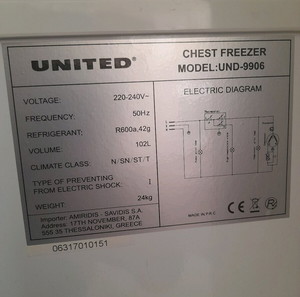 UNITED®
CHEST FREEZER
MODEL:UND-9906
VOLTAGE: 220-240V~
FREQUENCY: 50Hz
REFRIGERANT; R600a,42g
VOLUME: 102L
CLIMATE CLASS: N/SN/ST/T
TYPE OF PREVENTING
FROM ELECTRIC SHOCK: I
WEIGHT: 24kg
ELECTRIC DIAGRAM
Importer: AMIRIDIS - SAVIDIS S.A.
Address: 17TH NOVEMBER, 87A
555 35 THESSALONIKI, GREECE
CE
MADE IN P.R.C
06317010151